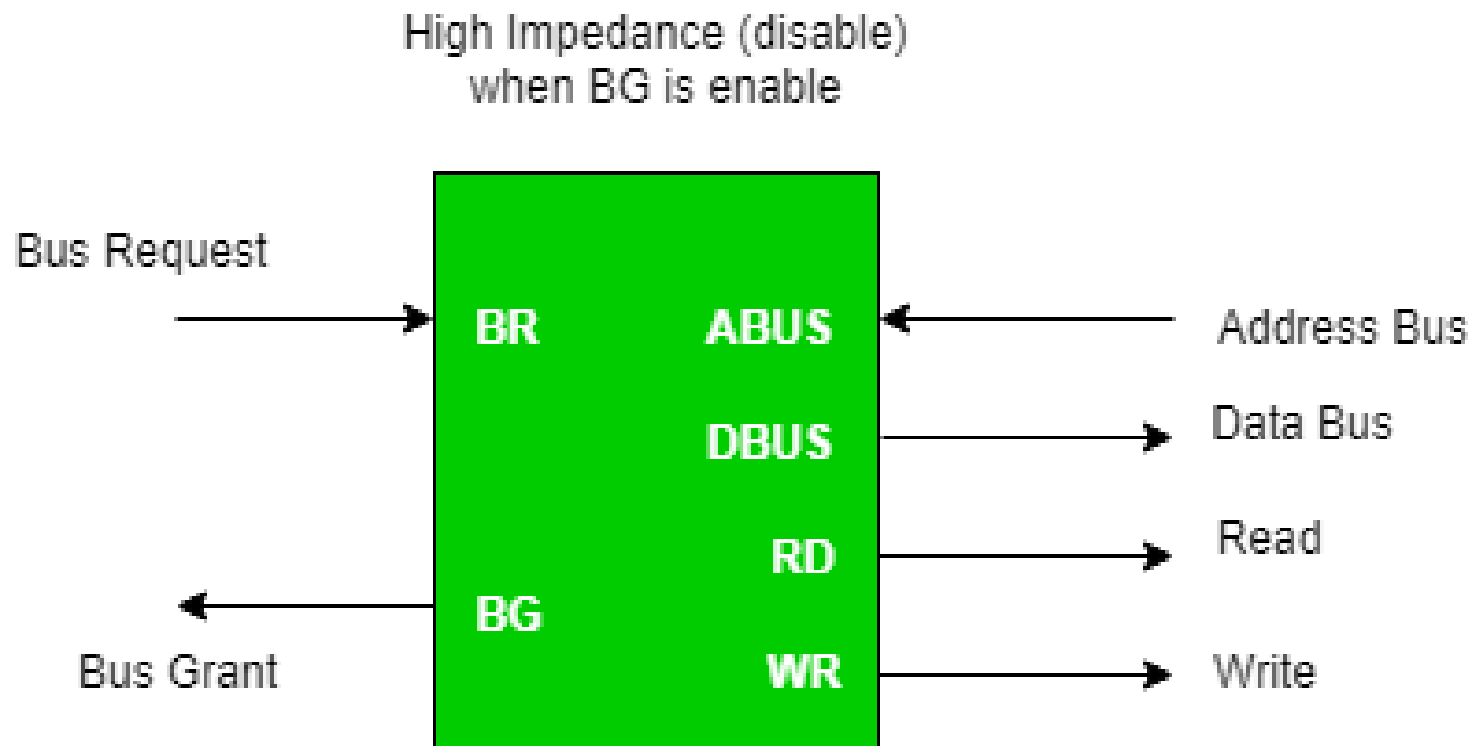 High Impedance (disable)
when BG is enable
Bus Request
BR
ABUS
Address Bus
DBUS
Data Bus
RD
Read
BG
Bus Grant
WR
Write